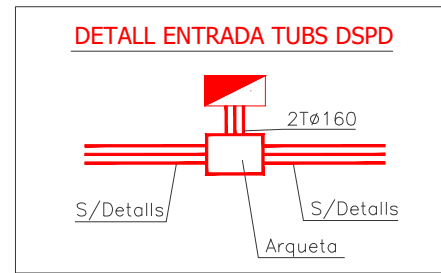 DETALL ENTRADA TUBS DSPD
2Tø160
S/Detalls
S/Detalls
Arqueta